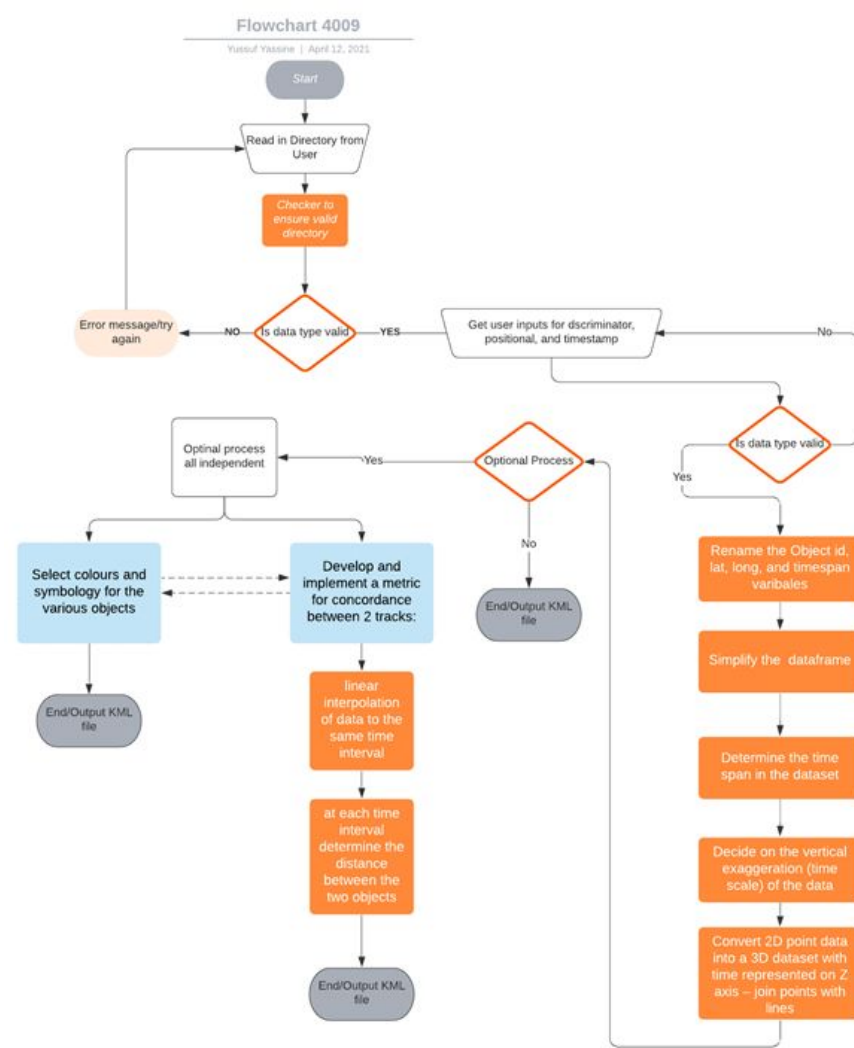 Flowchart 4009
Yussuf Yassine | April 12, 2021
Start
Read in Directory from
User
Checker to
ensure valid
directory
Is data type valid
NO
YES
Error message/try
again
Get user inputs for dscriminator,
positional, and timestamp
No
Is data type valid
Yes
Rename the Object id,
lat, long, and timespan
varibales
Simplify the dataframe
Determine the time
span in the dataset
Decide on the vertical
exaggeration (time
scale) of the data
Convert 2D point data
into a 3D dataset with
time represented on Z
axis – join points with
lines
Optional Process
Yes
No
End/Output KML
file
Optinal process
all independent
Select colours and
symbology for the
various objects
End/Output KML
file
Develop and
implement a metric
for concordance
between 2 tracks:
linear
interpolation
of data to the
same time
interval
at each time
interval
determine the
distance
between the
two objects
End/Output KML
file